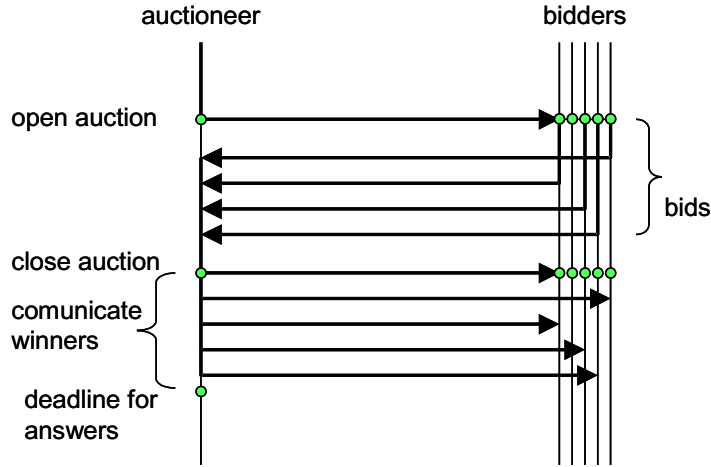 auctioneer
bidders
open auction
bids
close auction
comunicate
winners
deadline for
answers